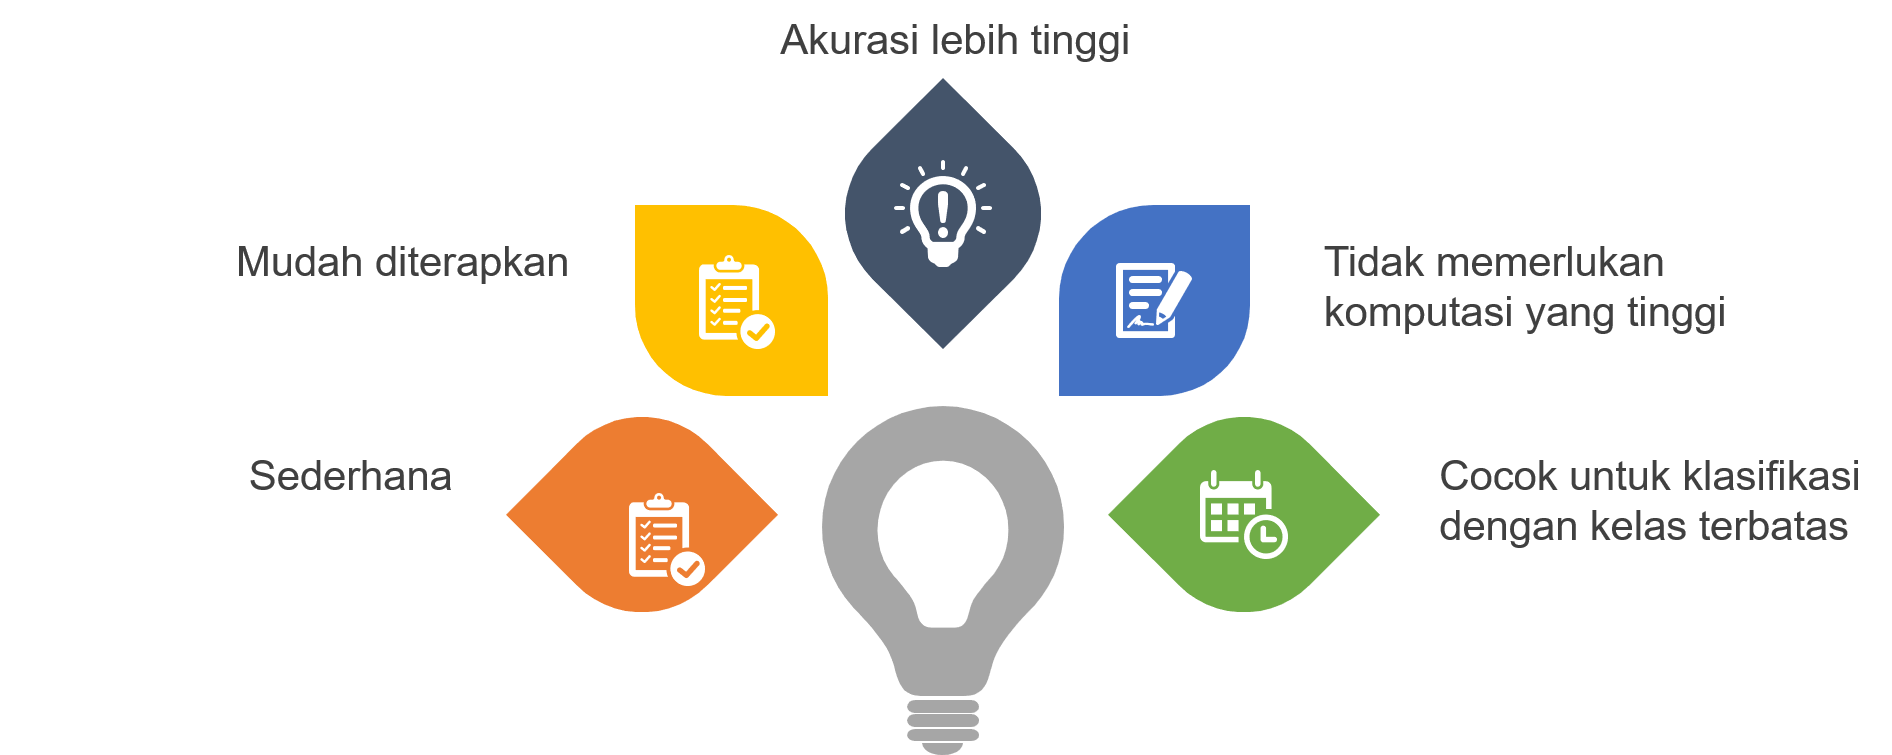 Akurasi lebih tinggi
Mudah diterapkan
Tidak memerlukan
komputasi yang tinggi
Sederhana
Cocok untuk klasifikasi
dengan kelas terbatas